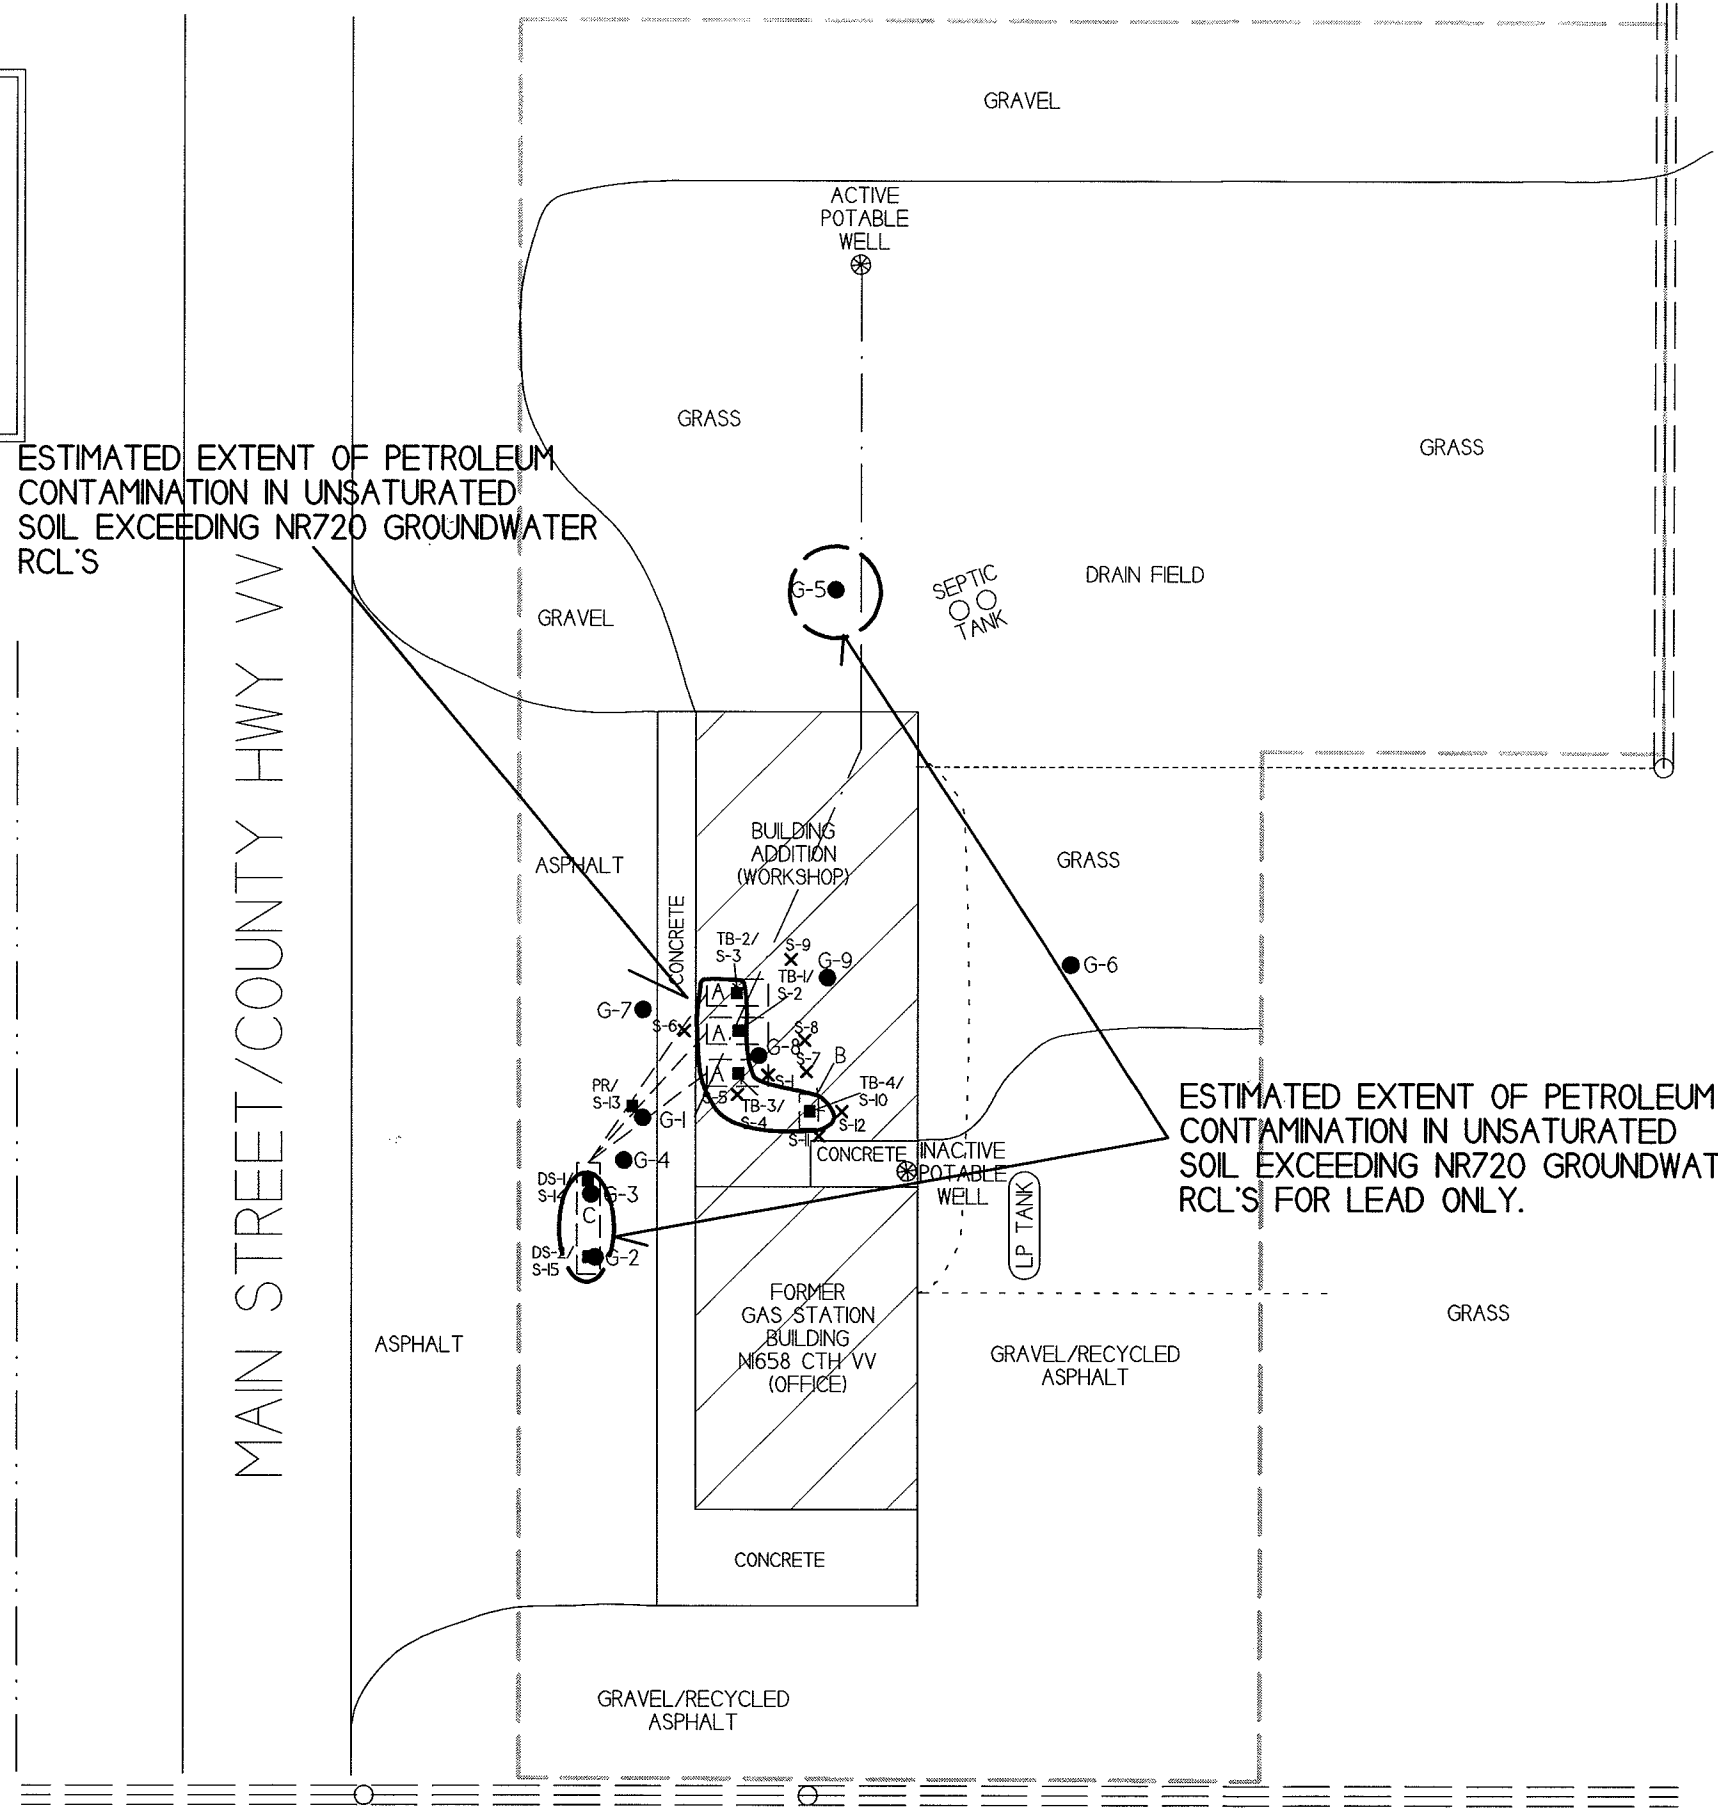 GRAVEL
ACTIVE
POTABLE
WELL
GRASS
GRASS
ESTIMATED EXTENT OF PETROLEUM
CONTAMINATION IN UNSATURATED
SOIL EXCEEDING NR720 GROUNDWATER
RCL'S
MAIN STREET/COUNTY HWY VV
GRAVEL
G-5
SEPTIC
TANK
DRAIN FIELD
BUILDING
ADDITION
(WORKSHOP)
ASPHALT
CONCRETE
GRASS
TB-2/
S-3
S-9
G-9
TB-1/
S-2
G-6
A
A
A
G-7
S-6
S-8
G-8
S-7
B
S-1
S-5
TB-3/
S-4
TB-4/
S-10
S-12
S-11
PR/
S-13
G-1
G-4
CONCRETE
INACTIVE
POTABLE
WELL
LP TANK
DS-1/
S-14
G-3
C
DS-2/
S-15
G-2
ESTIMATED EXTENT OF PETROLEUM
CONTAMINATION IN UNSATURATED
SOIL EXCEEDING NR720 GROUNDWAT
RCL'S FOR LEAD ONLY.
FORMER
GAS STATION
BUILDING
N1658 CTH VV
(OFFICE)
ASPHALT
GRAVEL/RECYCLED
ASPHALT
GRASS
CONCRETE
GRAVEL/RECYCLED
ASPHALT